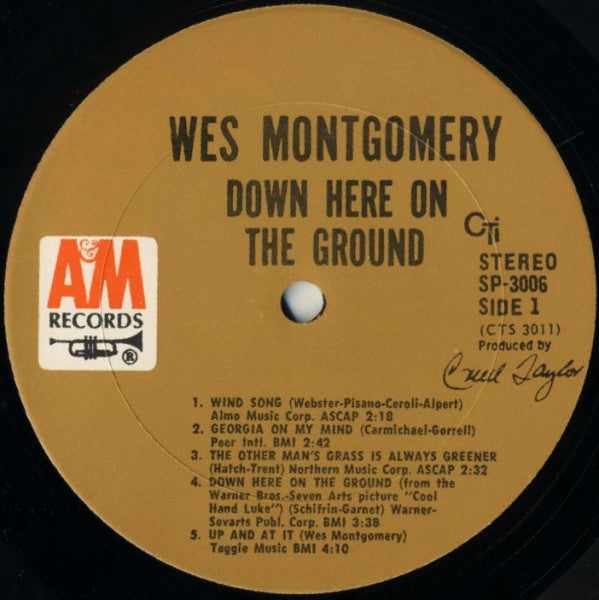 WES MONTGOMERY
DOWN HERE ON
THE GROUND
CTi
STEREO
SP-3006
SIDE 1
(CTS 3011)
Produced by
Creed Taylor
A&M
RECORDS
®
1. WIND SONG (Webster-Pisano-Ceroli-Alpert)
Almo Music Corp. ASCAP 2:18
2. GEORGIA ON MY MIND (Carmichael-Gorrell)
Peer Intl. BMI 2:42
3. THE OTHER MAN'S GRASS IS ALWAYS GREENER
(Hatch-Trent) Northern Music Corp. ASCAP 2:32
4. DOWN HERE ON THE GROUND (from the
Warner Bros.-Seven Arts picture "Cool
Hand Luke") (Schifrin-Garnet) Warner-
Sevarts Publ. Corp. BMI 3:38
5. UP AND AT IT (Wes Montgomery)
Taggie Music BMI 4:10